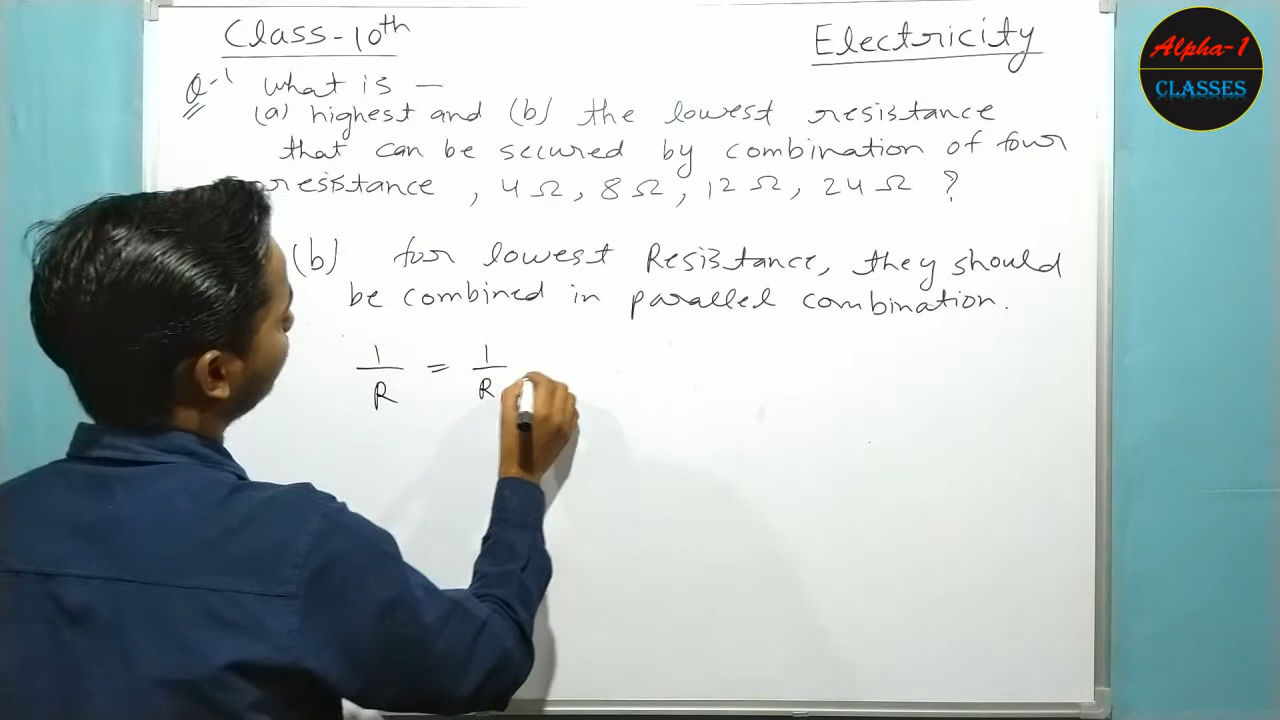 Class-10th
Electricity
Alpha-1
CLASSES
Q-1 What is —
(a) highest and (b) the lowest resistance
that can be secured by combination of four
resistance , 4 Ω, 8 Ω, 12 Ω, 24 Ω ?
(b) for lowest Resistance, they should
be combined in parallel combination.
1/R = 1/R